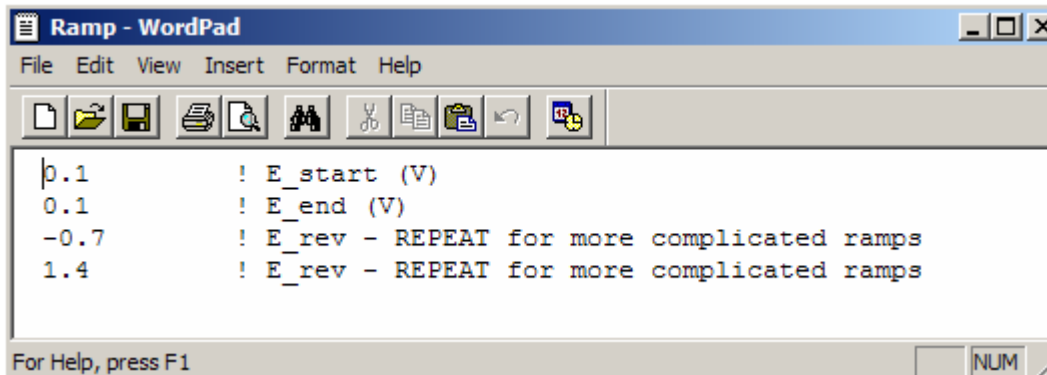 Ramp - WordPad
File Edit View Insert Format Help
0.1 ! E_start (V)
0.1 ! E_end (V)
-0.7 ! E_rev - REPEAT for more complicated ramps
1.4 ! E_rev - REPEAT for more complicated ramps
For Help, press F1 NUM